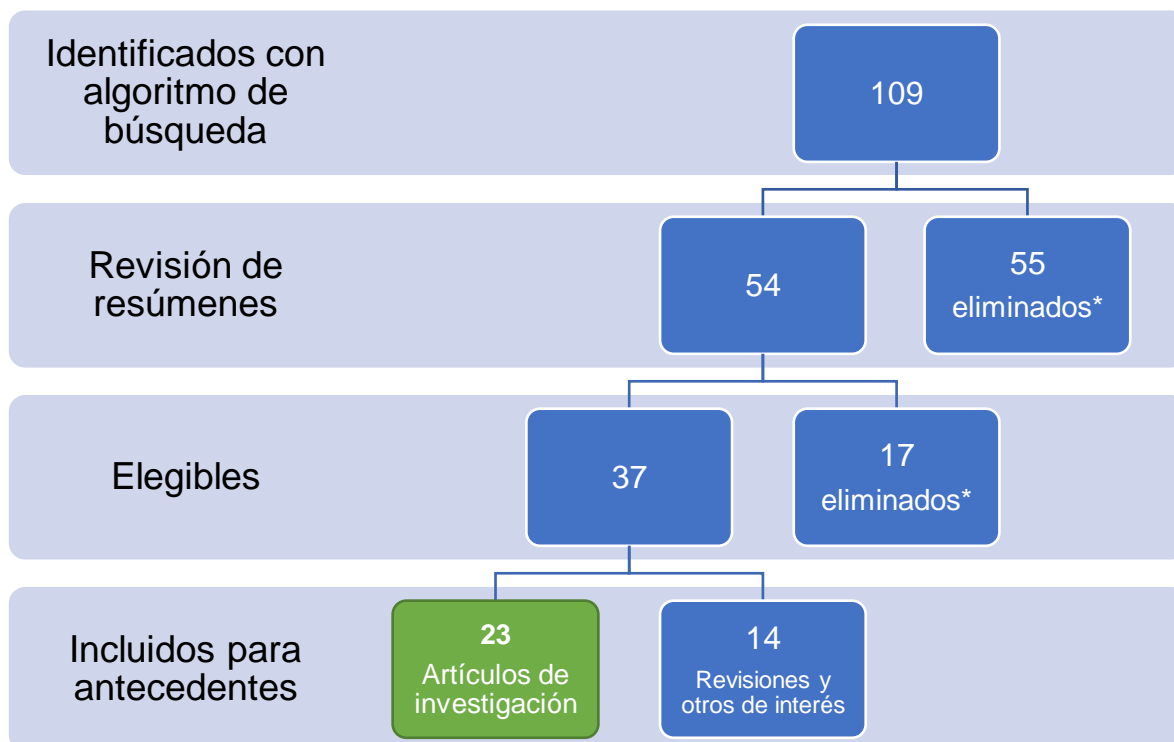 Identificados con
algoritmo de
búsqueda
109
Revisión de
resúmenes
54
55
eliminados*
Elegibles
37
17
eliminados*
Incluidos para
antecedentes
23
Artículos de
investigación
14
Revisiones y
otros de interés